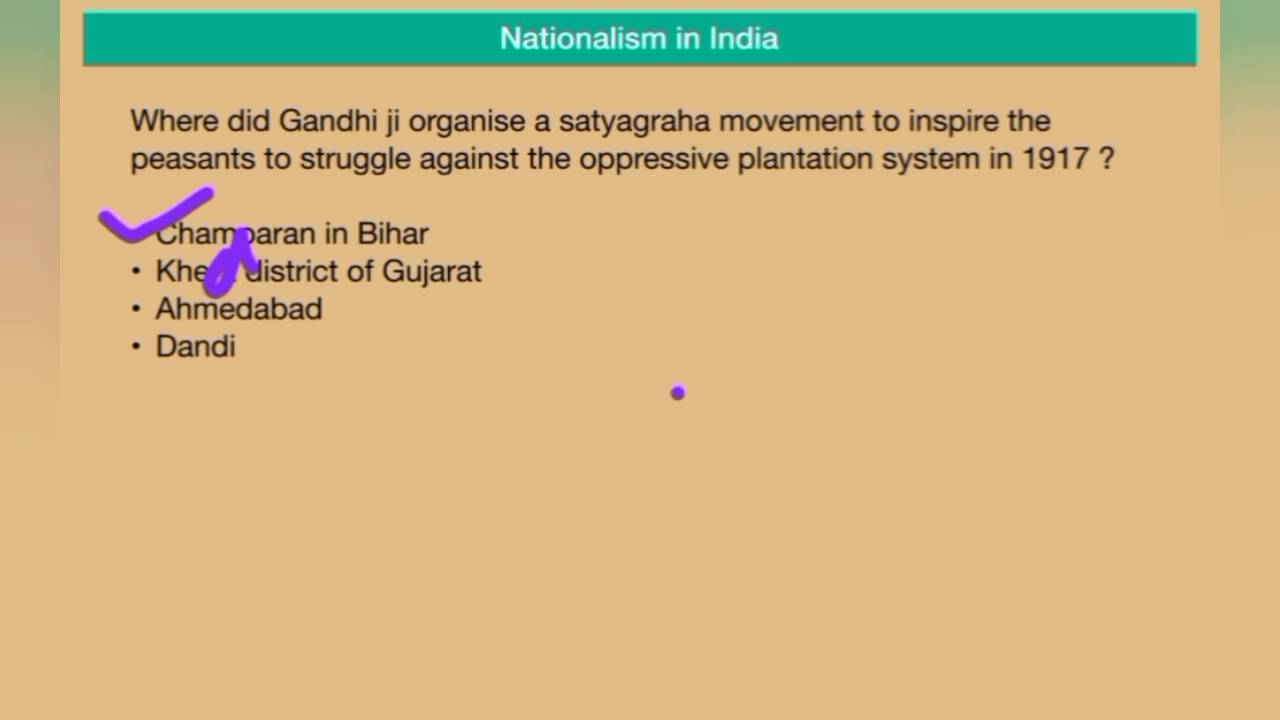 Nationalism in India
Where did Gandhi ji organise a satyagraha movement to inspire the
peasants to struggle against the oppressive plantation system in 1917 ?
Champaran in Bihar
• Kheda district of Gujarat
• Ahmedabad
• Dandi